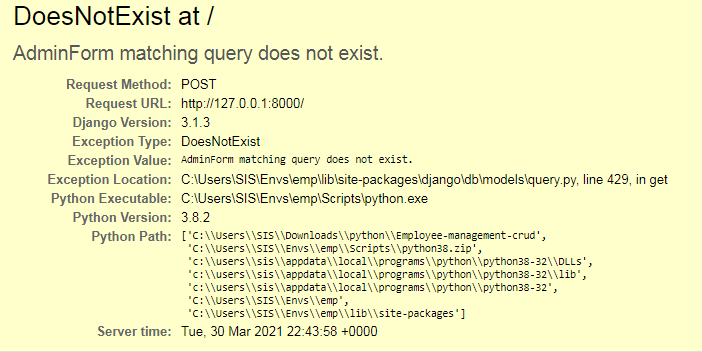 DoesNotExist at /
AdminForm matching query does not exist.
Request Method: POST
Request URL: http://127.0.0.1:8000/
Django Version: 3.1.3
Exception Type: DoesNotExist
Exception Value: AdminForm matching query does not exist.
Exception Location: C:\Users\SIS\Envs\emp\lib\site-packages\django\db\models\query.py, line 429, in get
Python Executable: C:\Users\SIS\Envs\emp\Scripts\python.exe
Python Version: 3.8.2
Python Path: ['C:\\Users\\SIS\\Downloads\\python\\Employee-management-crud',
'C:\\Users\\SIS\\Envs\\emp\\Scripts\\python38.zip',
'c:\\users\\sis\\appdata\\local\\programs\\python\\python38-32\\DLLs',
'c:\\users\\sis\\appdata\\local\\programs\\python\\python38-32\\lib',
'c:\\users\\sis\\appdata\\local\\programs\\python\\python38-32',
'C:\\Users\\SIS\\Envs\\emp',
'C:\\Users\\SIS\\Envs\\emp\\lib\\site-packages']
Server time: Tue, 30 Mar 2021 22:43:58 +0000